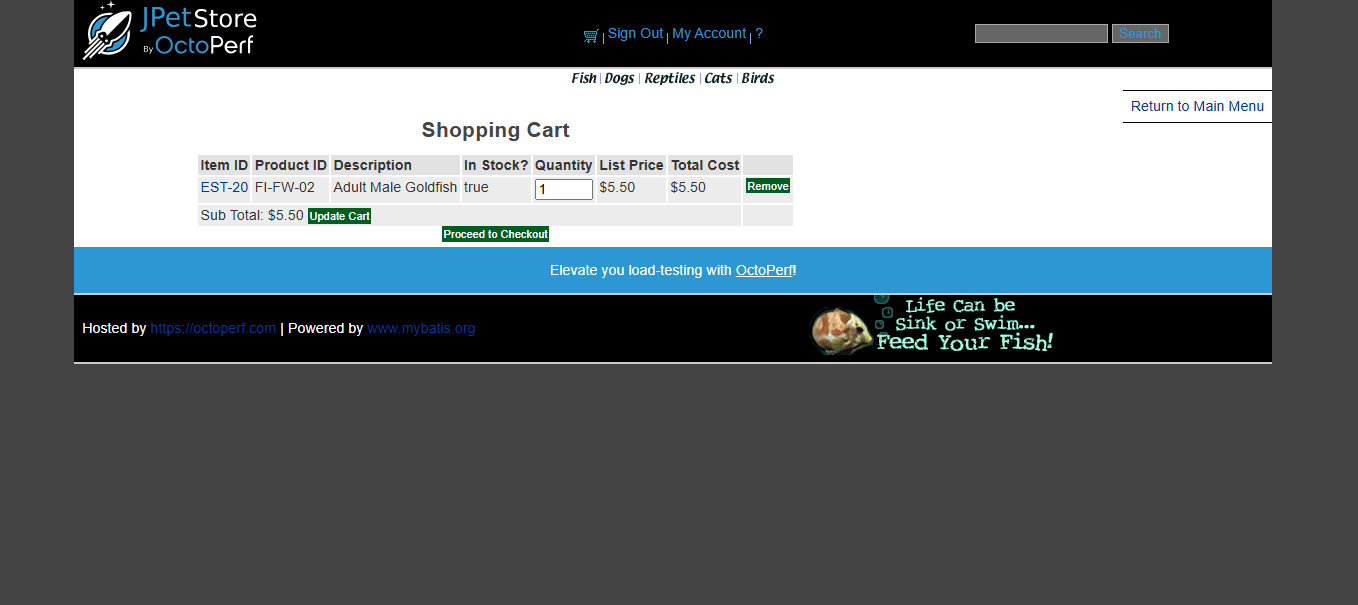 JPetStore
By OctoPerf
Sign Out | My Account | ?
Search
Fish | Dogs | Reptiles | Cats | Birds
Return to Main Menu
Shopping Cart
Item ID Product ID Description In Stock? Quantity List Price Total Cost
EST-20 FI-FW-02 Adult Male Goldfish true 1 $5.50 $5.50 Remove
Sub Total: $5.50 Update Cart
Proceed to Checkout
Elevate you load-testing with OctoPerf!
Life Can be
Sink or Swim...
Feed Your Fish!
Hosted by https://octoperf.com | Powered by www.mybatis.org